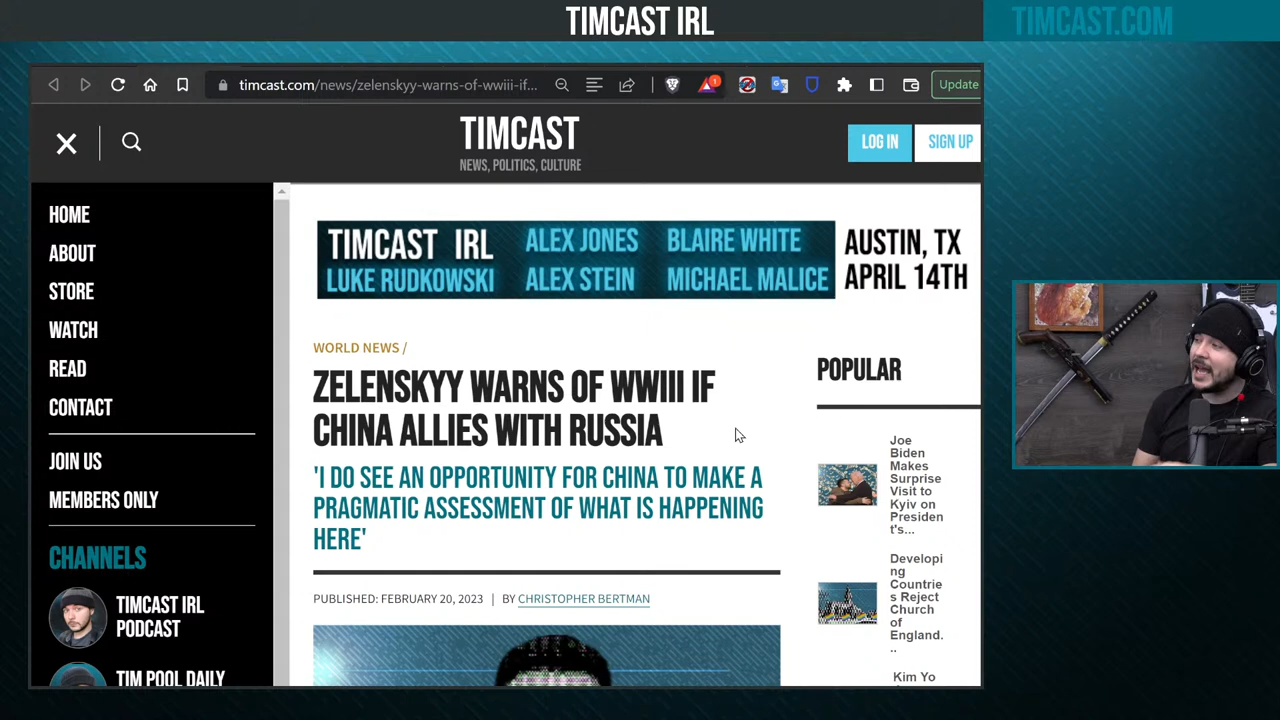 TIMCAST IRL
TIMCAST.COM
timcast.com/news/zelenskyy-warns-of-wwiii-if...
1
Update
TIMCAST
NEWS, POLITICS, CULTURE
LOG IN
SIGN UP
HOME
ABOUT
STORE
WATCH
READ
CONTACT
JOIN US
MEMBERS ONLY
CHANNELS
TIMCAST IRL
PODCAST
TIM POOL DAILY
TIMCAST IRL ALEX JONES BLAIRE WHITE
LUKE RUDKOWSKI ALEX STEIN MICHAEL MALICE
AUSTIN, TX
APRIL 14TH
WORLD NEWS /
ZELENSKYY WARNS OF WWIII IF
CHINA ALLIES WITH RUSSIA
'I DO SEE AN OPPORTUNITY FOR CHINA TO MAKE A
PRAGMATIC ASSESSMENT OF WHAT IS HAPPENING
HERE'
PUBLISHED: FEBRUARY 20, 2023 | BY CHRISTOPHER BERTMAN
POPULAR
Joe
Biden
Makes
Surprise
Visit to
Kyiv on
Presiden
t's...
Developi
ng
Countrie
s Reject
Church
of
England.
..
Kim Yo